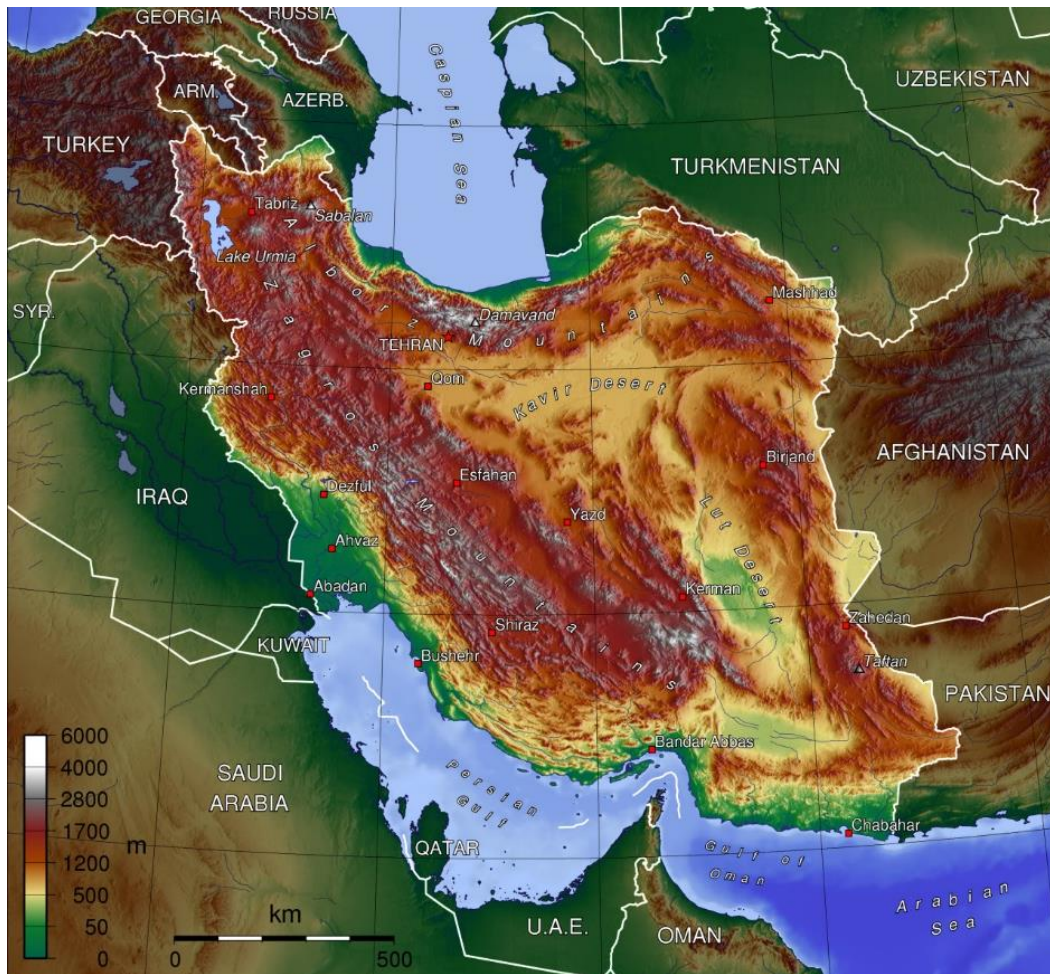 GEORGIA
RUSSIA
Caspian Sea
UZBEKISTAN
ARM.
AZERB.
TURKEY
TURKMENISTAN
Tabriz
Sabalan
Lake Urmia
Alborz Mountains
SYR.
Mashhad
Damavand
TEHRAN
Zagros Mountains
Kermanshah
Qom
Kavir Desert
AFGHANISTAN
Birjand
IRAQ
Dezful
Esfahan
Yazd
Lut Desert
Ahvaz
Abadan
Kerman
Zahedan
KUWAIT
Shiraz
Bushehr
Taftan
PAKISTAN
Bandar Abbas
6000
4000
2800
1700
1200
500
50
0
m
SAUDI
ARABIA
Persian
Gulf
QATAR
Chabahar
Gulf of
Oman
Arabian
Sea
km
0
500
U.A.E.
OMAN